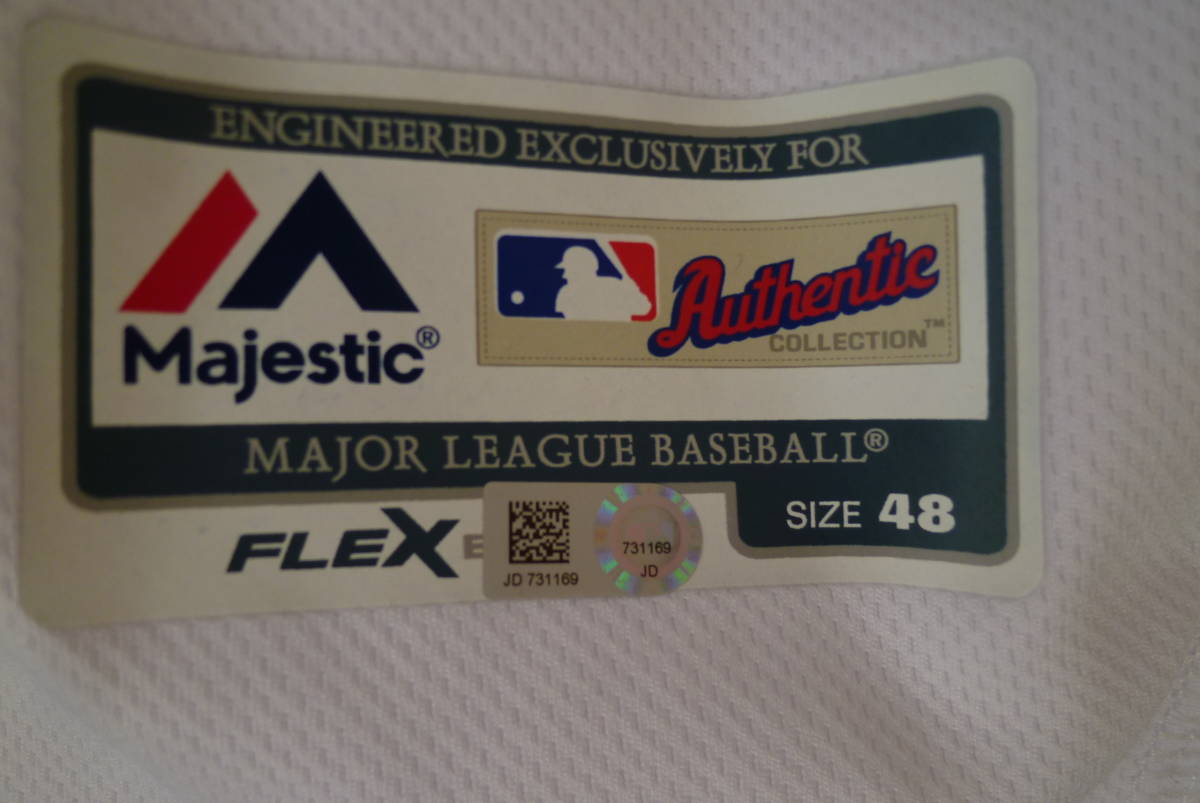 ENGINEERED EXCLUSIVELY FOR
Majestic®
Authentic
COLLECTION™
MAJOR LEAGUE BASEBALL®
SIZE 48
FLEX
JD 731169
731169
JD